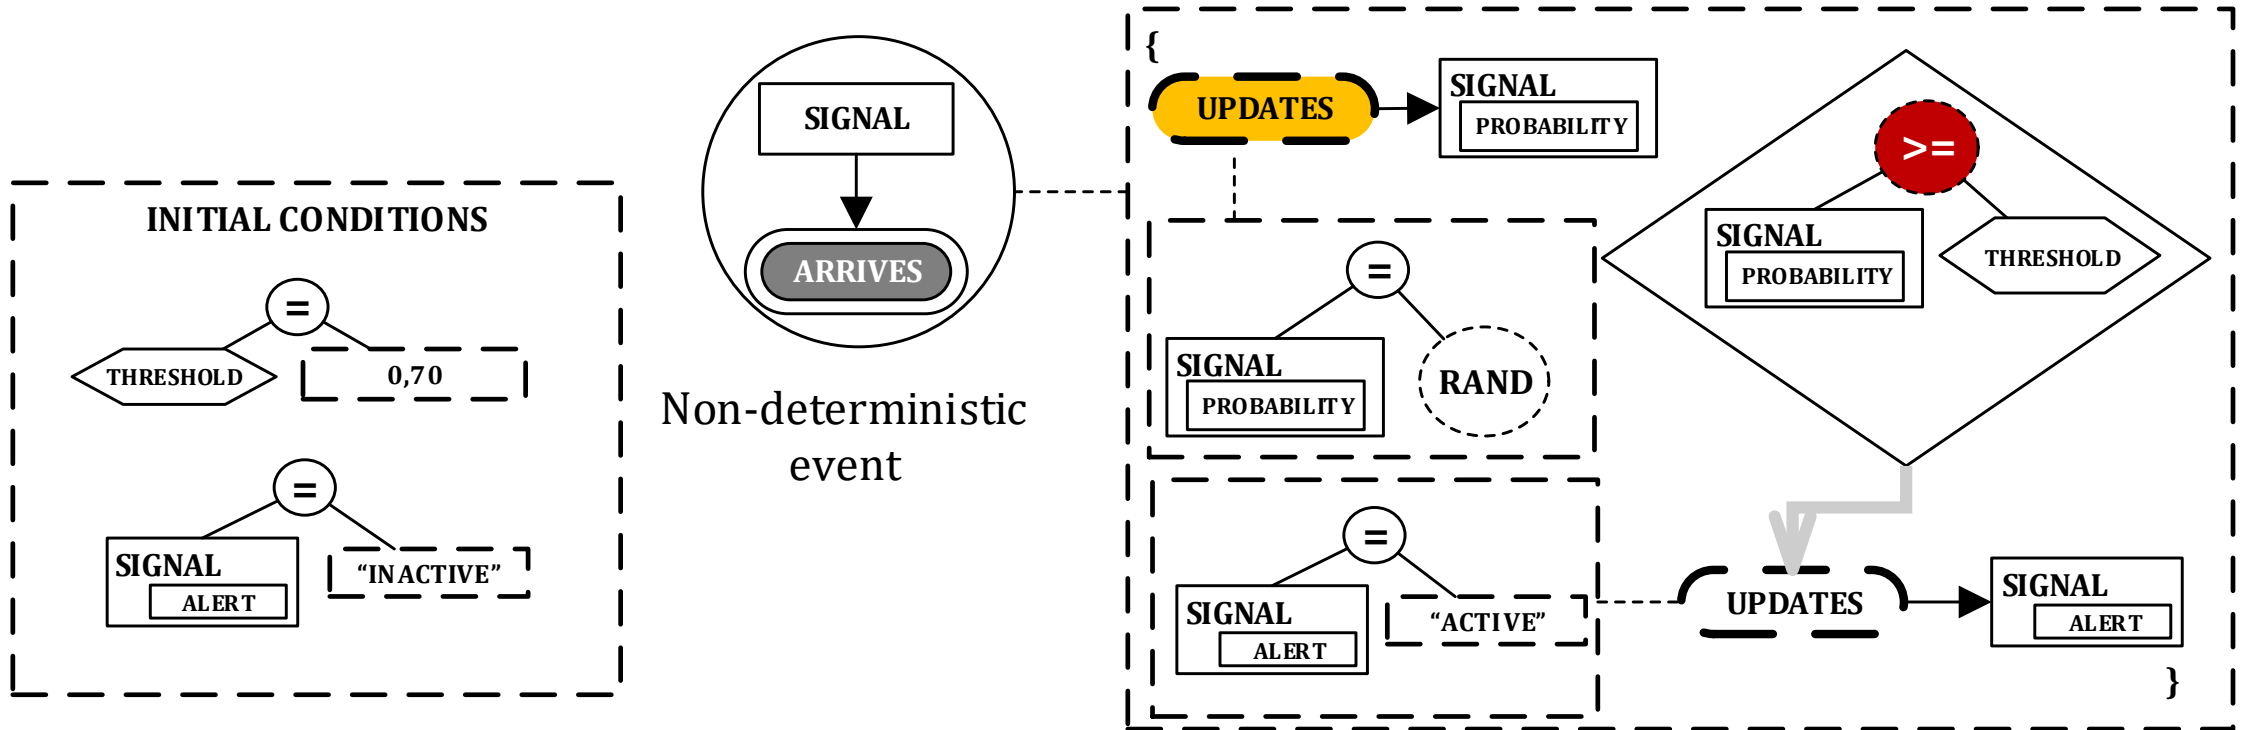 INITIAL CONDITIONS
=
THRESHOLD
0,70
=
SIGNAL
ALERT
“INACTIVE”
SIGNAL
ARRIVES
Non-deterministic
event
{
UPDATES
SIGNAL
PROBABILITY
=
SIGNAL
PROBABILITY
RAND
>=
SIGNAL
PROBABILITY
THRESHOLD
=
SIGNAL
ALERT
“ACTIVE”
UPDATES
SIGNAL
ALERT
}